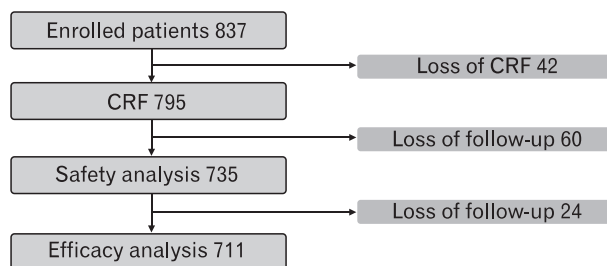 Enrolled patients 837
Loss of CRF 42
CRF 795
Loss of follow-up 60
Safety analysis 735
Loss of follow-up 24
Efficacy analysis 711